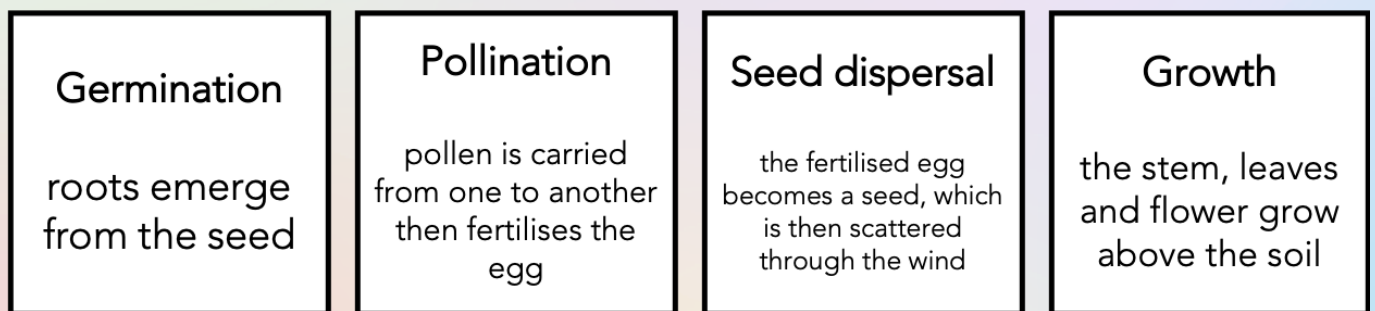 Germination
roots emerge
from the seed
Pollination
pollen is carried
from one to another
then fertilises the
egg
Seed dispersal
the fertilised egg
becomes a seed, which
is then scattered
through the wind
Growth
the stem, leaves
and flower grow
above the soil